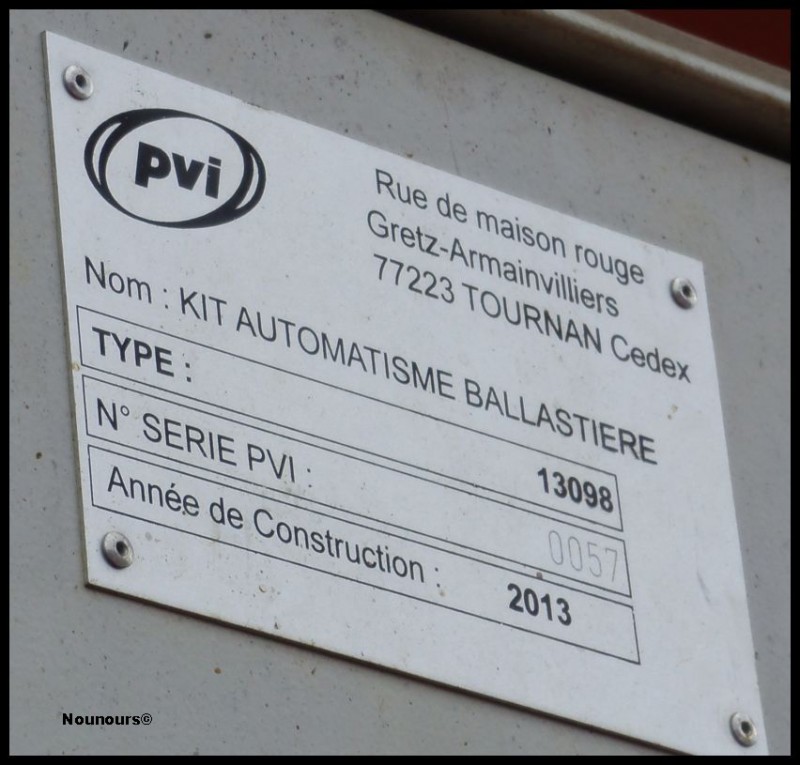 pvi
Rue de maison rouge
Gretz-Armainvilliers
77223 TOURNAN Cedex
Nom : KIT AUTOMATISME BALLASTIERE
TYPE : 13098
N° SERIE PVI : 0057
Année de Construction : 2013
Nounours©